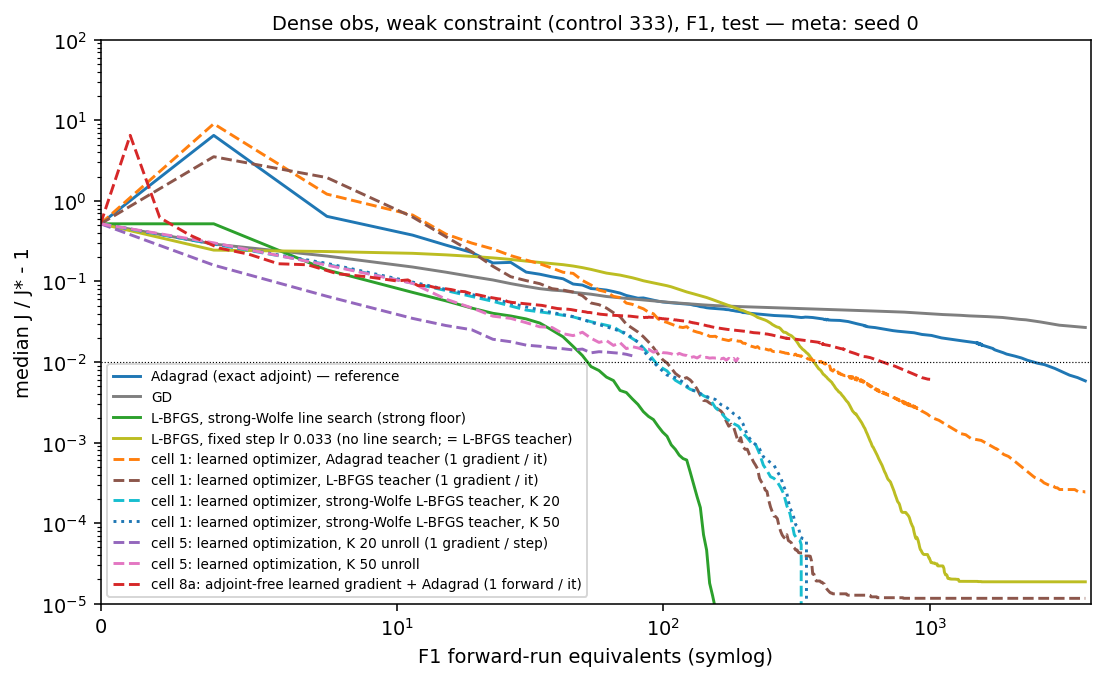 Dense obs, weak constraint (control 333), F1, test — meta: seed 0
median J / J* - 1
10²
10¹
10⁰
10⁻¹
10⁻²
10⁻³
10⁻⁴
10⁻⁵
Adagrad (exact adjoint) — reference
GD
L-BFGS, strong-Wolfe line search (strong floor)
L-BFGS, fixed step lr 0.033 (no line search; = L-BFGS teacher)
cell 1: learned optimizer, Adagrad teacher (1 gradient / it)
cell 1: learned optimizer, L-BFGS teacher (1 gradient / it)
cell 1: learned optimizer, strong-Wolfe L-BFGS teacher, K 20
cell 1: learned optimizer, strong-Wolfe L-BFGS teacher, K 50
cell 5: learned optimization, K 20 unroll (1 gradient / step)
cell 5: learned optimization, K 50 unroll
cell 8a: adjoint-free learned gradient + Adagrad (1 forward / it)
0 10¹ 10² 10³
F1 forward-run equivalents (symlog)